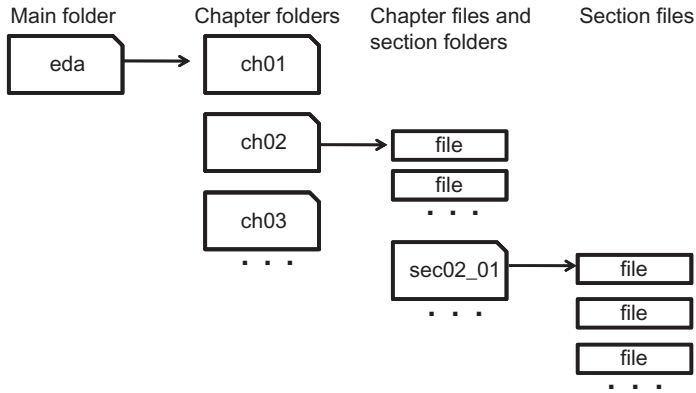 Main folder
Chapter folders
Chapter files and
section folders
Section files
eda
ch01
ch02
file
file
. . .
ch03
. . .
sec02_01
. . .
file
file
file
. . .